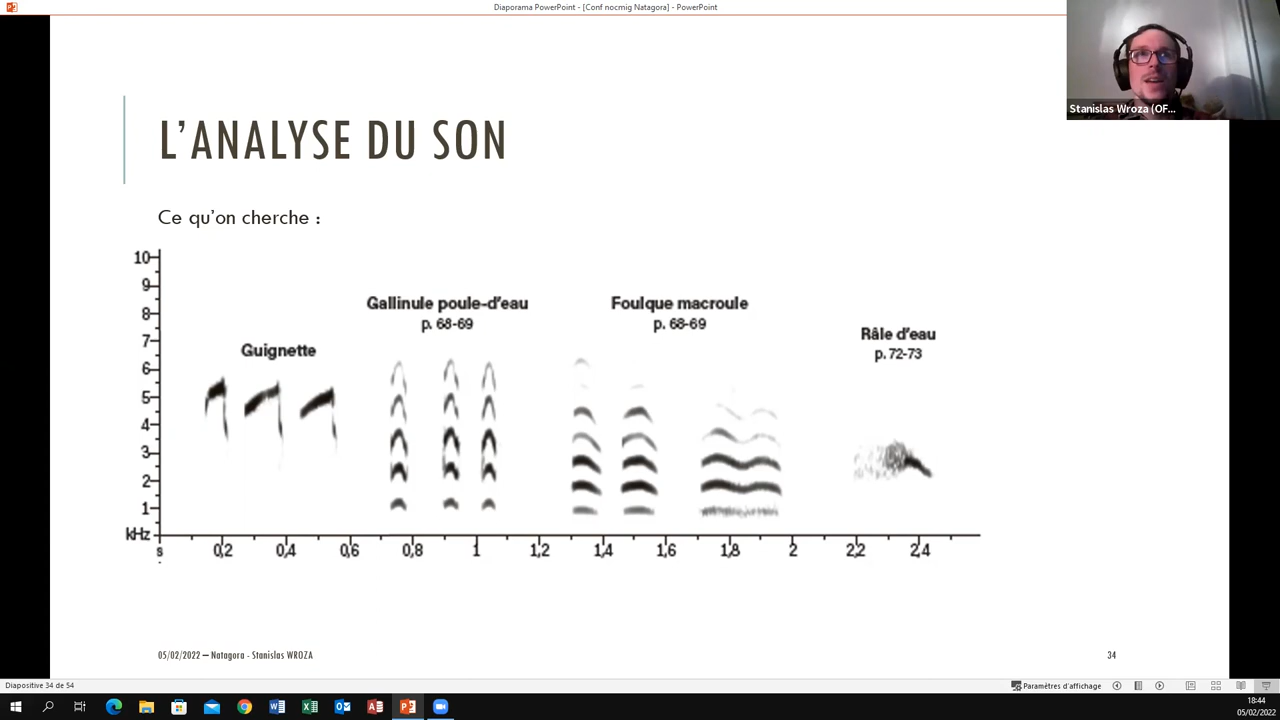 Diaporama PowerPoint - [Conf nocmig Natagora] - PowerPoint
Stanislas Wroza (OF...
L'ANALYSE DU SON
Ce qu'on cherche :
10
9
8
7
6
5
4
3
2
1
kHz
s
0,2
0,4
0,6
0,8
1
1,2
1,4
1,6
1,8
2
2,2
2,4
Guignette
Gallinule poule-d'eau
p. 68-69
Foulque macroule
p. 68-69
Râle d'eau
p. 72-73
05/02/2022 – Natagora - Stanislas WROZA
34
Diapositive 34 de 54
Paramètres d'affichage
18:44
05/02/2022